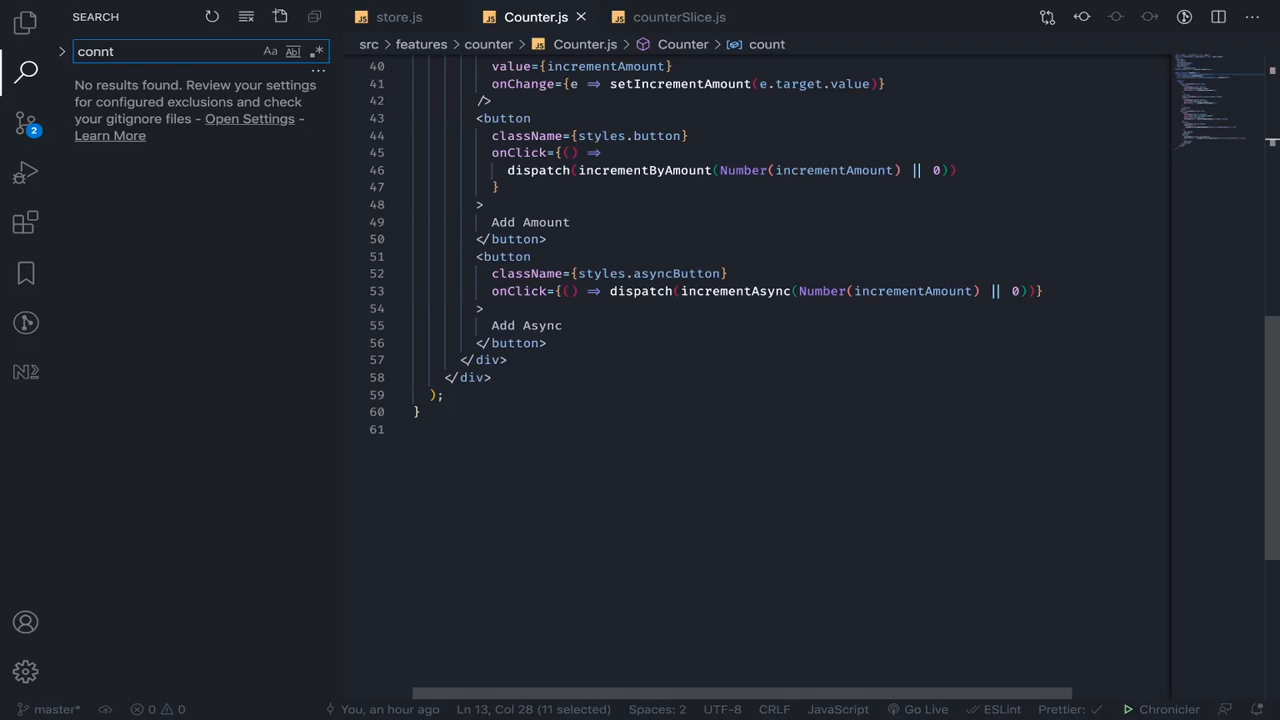 SEARCH
connt
Aa Ab .*
No results found. Review your settings
for configured exclusions and check
your gitignore files - Open Settings -
Learn More
2
store.js Counter.js counterSlice.js
src > features > counter > Counter.js > Counter > count
40 value={incrementAmount}
41 onChange={e => setIncrementAmount(e.target.value)}
42 />
43 <button
44 className={styles.button}
45 onClick={() =>
46 dispatch(incrementByAmount(Number(incrementAmount) || 0))
47 }
48 >
49 Add Amount
50 </button>
51 <button
52 className={styles.asyncButton}
53 onClick={() => dispatch(incrementAsync(Number(incrementAmount) || 0))}
54 >
55 Add Async
56 </button>
57 </div>
58 </div>
59 );
60 }
61
master* 0 0 You, an hour ago Ln 13, Col 28 (11 selected) Spaces: 2 UTF-8 CRLF JavaScript Go Live ESLint Prettier: Chronicler